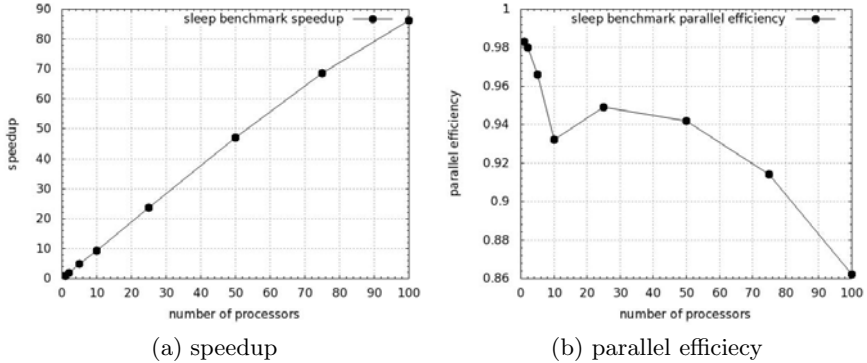 sleep benchmark speedup
90
80
70
60
50
40
30
20
10
0
speedup
0 10 20 30 40 50 60 70 80 90 100
number of processors
(a) speedup
sleep benchmark parallel efficiency
1
0.98
0.96
0.94
0.92
0.9
0.88
0.86
parallel efficiency
0 10 20 30 40 50 60 70 80 90 100
number of processors
(b) parallel efficiecy